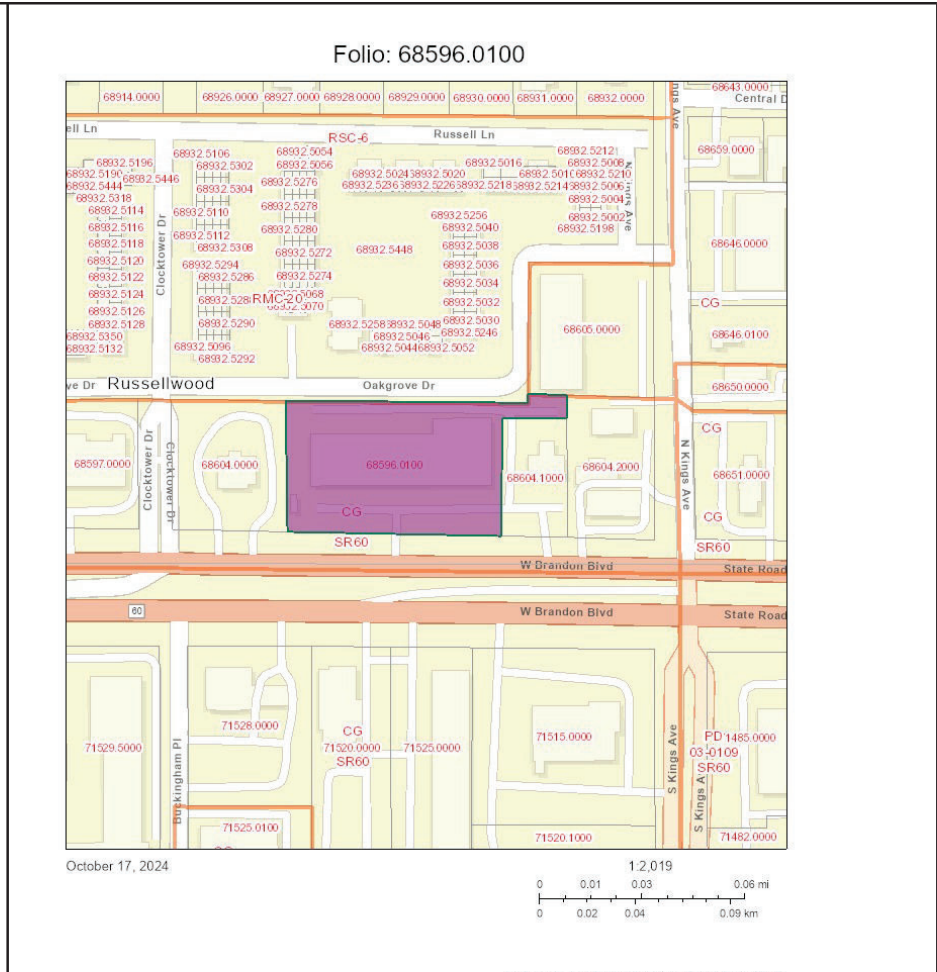 Folio: 68596.0100
68914.0000
68926.0000
68927.0000
68928.0000
68929.0000
68930.0000
68931.0000
68932.0000
68643.0000
Central D
ell Ln
RSC-6
Russell Ln
ngs Ave
68659.0000
68932.5196
68932.5190
68932.5444
68932.5446
68932.5318
68932.5114
68932.5116
68932.5118
68932.5120
68932.5122
68932.5124
68932.5126
68932.5128
68932.5350
68932.5132
Clocktower Dr
68932.5106
68932.5302
68932.5304
68932.5110
68932.5112
68932.5308
68932.5294
68932.5286
68932.5290
68932.5096
68932.5292
68932.5054
68932.5056
68932.5276
68932.5278
68932.5280
68932.5272
68932.5274
RMC-20
68932.5448
68932.5016
68932.5020
68932.5256
68932.5040
68932.5038
68932.5036
68932.5034
68932.5032
68932.5030
68932.5246
68932.5258
68932.5048
68932.5046
68932.5044
68932.5052
68932.5212
68932.5008
68932.5210
68932.5006
68932.5004
68932.5002
68932.5198
N Kings Ave
68646.0000
CG
68646.0100
68605.0000
68650.0000
ve Dr
Russellwood
Oakgrove Dr
68597.0000
Clocktower Dr
Clocktower Dr
68604.0000
68596.0100
CG
SR60
68604.1000
68604.2000
N Kings Ave
CG
68651.0000
CG
SR60
W Brandon Blvd
State Road
60
W Brandon Blvd
State Road
71529.5000
Buckingham Pl
71528.0000
71525.0100
CG
71520.0000
SR60
71525.0000
71515.0000
71520.1000
S Kings Ave
S Kings A
PD
1485.0000
03-0109
SR60
71482.0000
October 17, 2024
1:2,019
0 0.01 0.03 0.06 mi
0 0.02 0.04 0.09 km